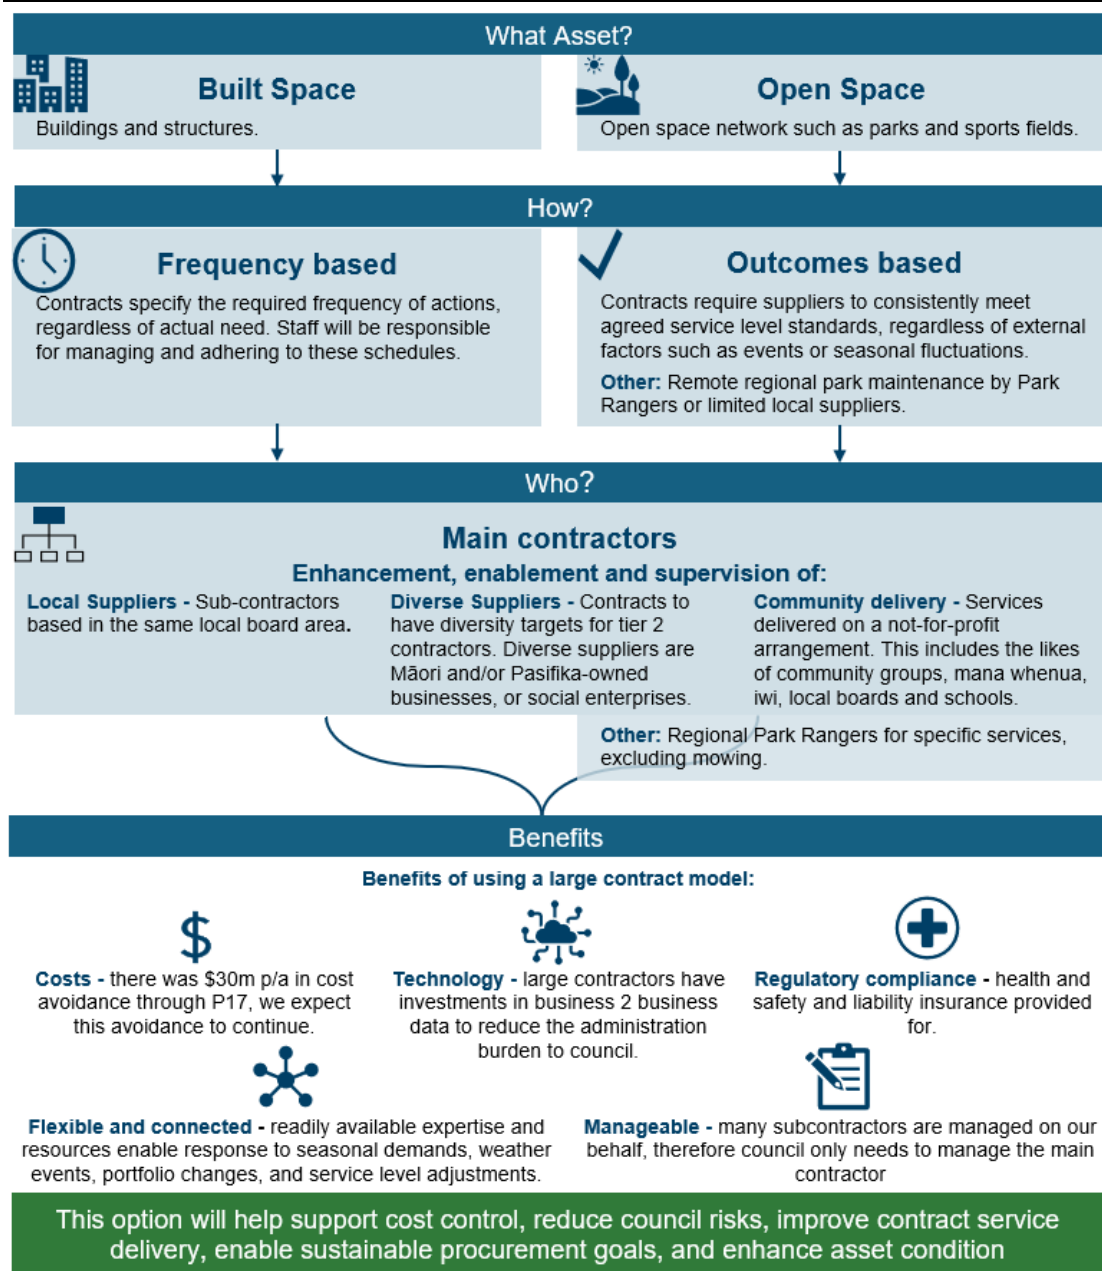 What Asset?
Built Space
Buildings and structures.
Open Space
Open space network such as parks and sports fields.
How?
Frequency based
Contracts specify the required frequency of actions,
regardless of actual need. Staff will be responsible
for managing and adhering to these schedules.
Outcomes based
Contracts require suppliers to consistently meet
agreed service level standards, regardless of external
factors such as events or seasonal fluctuations.
Other: Remote regional park maintenance by Park
Rangers or limited local suppliers.
Who?
Main contractors
Enhancement, enablement and supervision of:
Local Suppliers - Sub-contractors
based in the same local board area.
Diverse Suppliers - Contracts to
have diversity targets for tier 2
contractors. Diverse suppliers are
Māori and/or Pasifika-owned
businesses, or social enterprises.
Community delivery - Services
delivered on a not-for-profit
arrangement. This includes the likes
of community groups, mana whenua,
iwi, local boards and schools.
Other: Regional Park Rangers for specific services,
excluding mowing.
Benefits
Benefits of using a large contract model:
$
Costs - there was $30m p/a in cost
avoidance through P17, we expect
this avoidance to continue.
Technology - large contractors have
investments in business 2 business
data to reduce the administration
burden to council.
Regulatory compliance - health and
safety and liability insurance provided
for.
Flexible and connected - readily available expertise and
resources enable response to seasonal demands, weather
events, portfolio changes, and service level adjustments.
Manageable - many subcontractors are managed on our
behalf, therefore council only needs to manage the main
contractor
This option will help support cost control, reduce council risks, improve contract service
delivery, enable sustainable procurement goals, and enhance asset condition